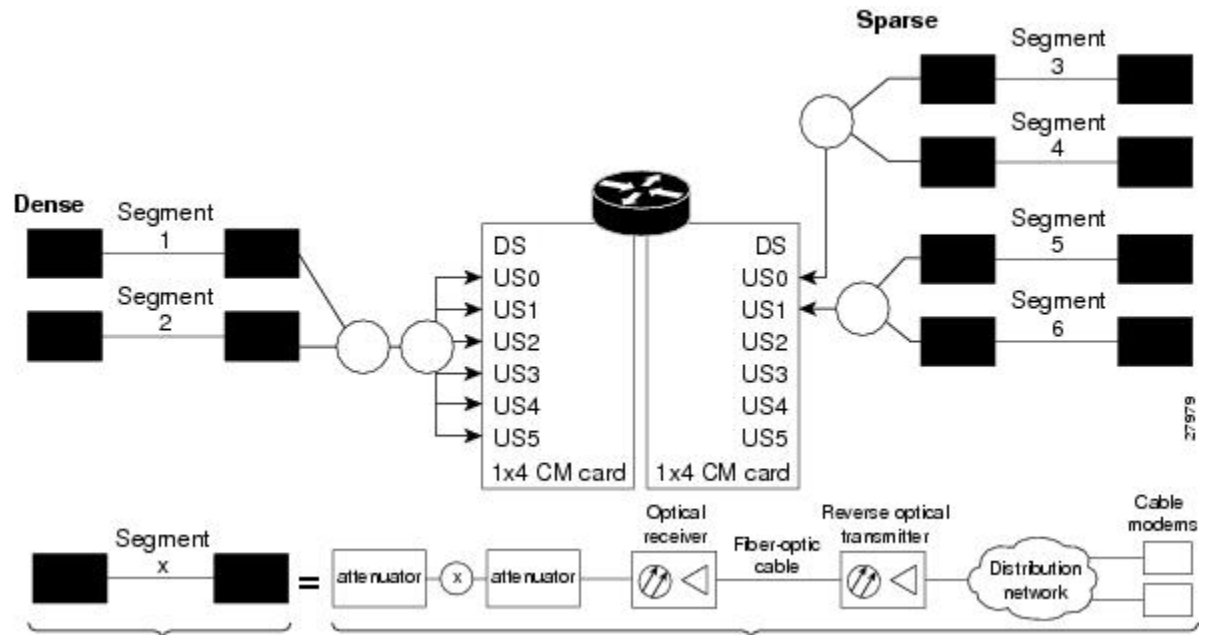 Sparse
Segment
3
Segment
4
Segment
5
Segment
6
Dense
Segment
1
Segment
2
DS
US0
US1
US2
US3
US4
US5
1x4 CM card
DS
US0
US1
US2
US3
US4
US5
1x4 CM card
27979
Segment
x
=
attenuator
x
attenuator
Optical
receiver
Fiber-optic
cable
Reverse optical
transmitter
Distribution
network
Cable
modems